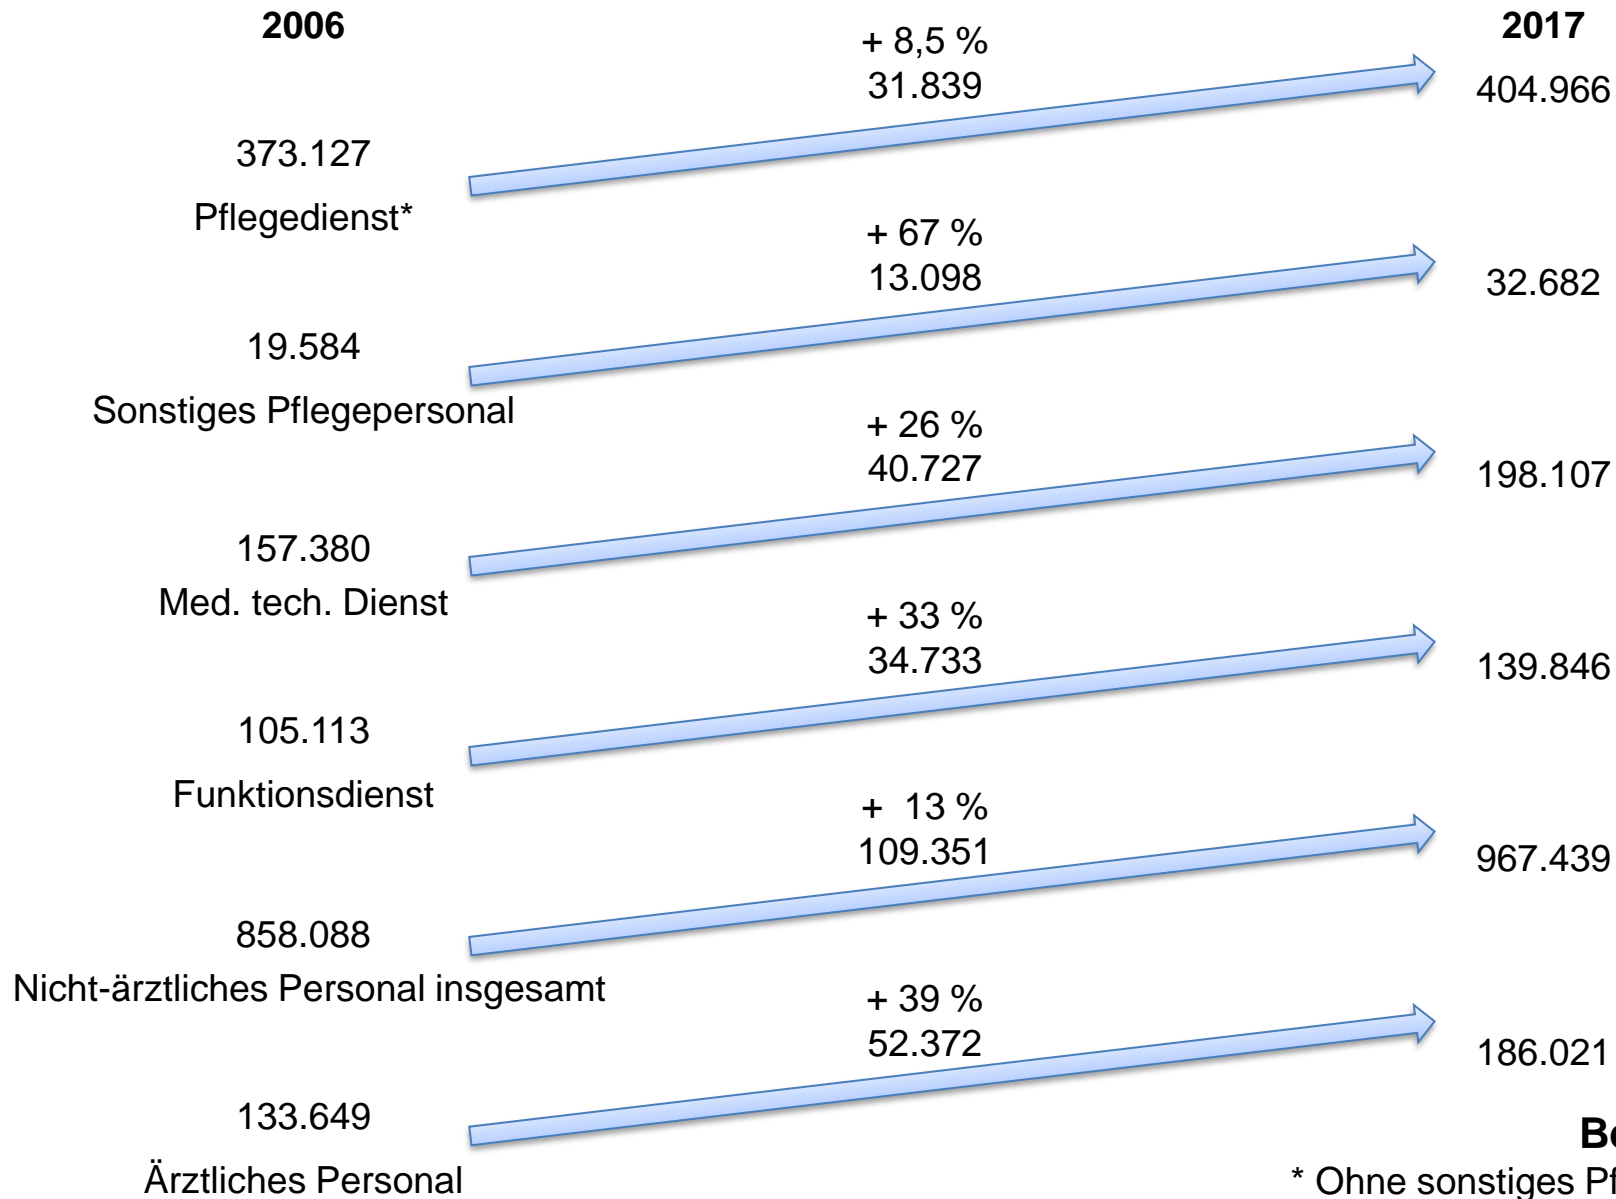 2006
2017
+ 8,5 %
31.839
404.966
373.127
Pflegedienst*
+ 67 %
13.098
32.682
19.584
Sonstiges Pflegepersonal
+ 26 %
40.727
198.107
157.380
Med. tech. Dienst
+ 33 %
34.733
139.846
105.113
Funktionsdienst
+ 13 %
109.351
967.439
858.088
Nicht-ärztliches Personal insgesamt
+ 39 %
52.372
186.021
133.649
Ärztliches Personal
* Ohne sonstiges